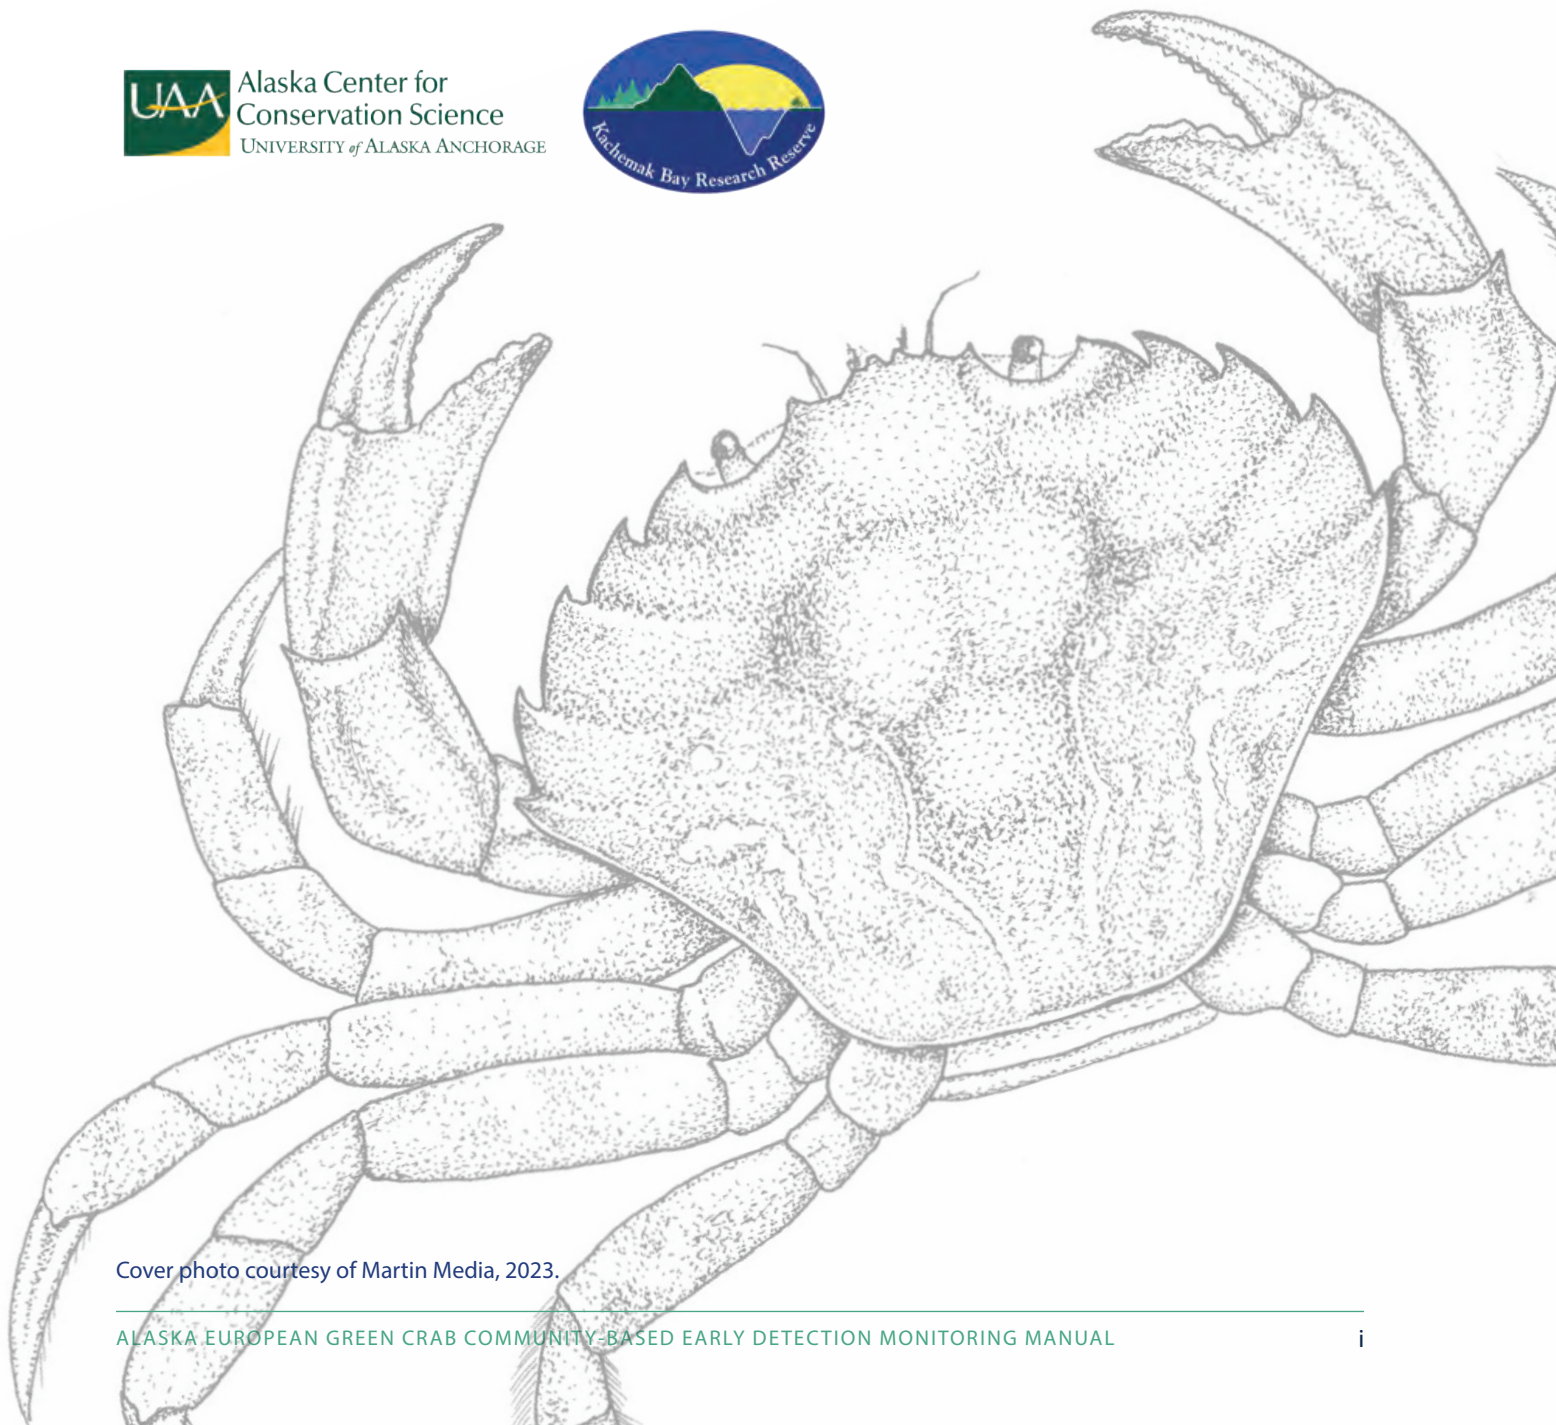 UAA
Alaska Center for
Conservation Science
UNIVERSITY of ALASKA ANCHORAGE
Kachemak Bay Research Reserve
Cover photo courtesy of Martin Media, 2023.
ALASKA EUROPEAN GREEN CRAB COMMUNITY-BASED EARLY DETECTION MONITORING MANUAL i